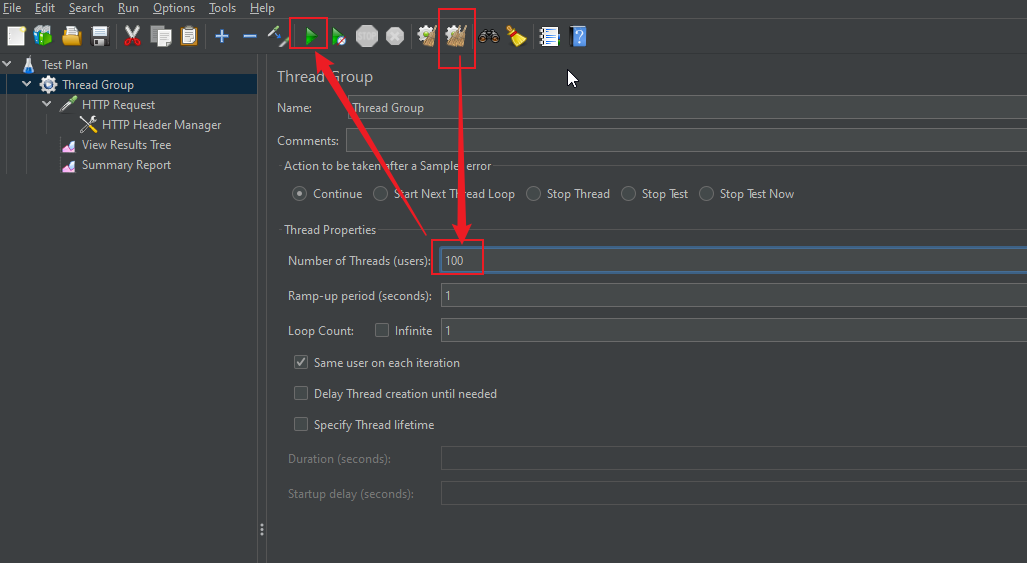 File Edit Search Run Options Tools Help
Test Plan
Thread Group
HTTP Request
HTTP Header Manager
View Results Tree
Summary Report
Thread Group
Name: Thread Group
Comments:
Action to be taken after a Sampler error
Continue Start Next Thread Loop Stop Thread Stop Test Stop Test Now
Thread Properties
Number of Threads (users): 100
Ramp-up period (seconds): 1
Loop Count: Infinite 1
Same user on each iteration
Delay Thread creation until needed
Specify Thread lifetime
Duration (seconds):
Startup delay (seconds):